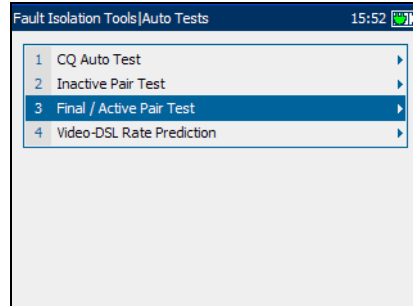 Fault Isolation Tools|Auto Tests 15:52
1 CQ Auto Test
2 Inactive Pair Test
3 Final / Active Pair Test
4 Video-DSL Rate Prediction